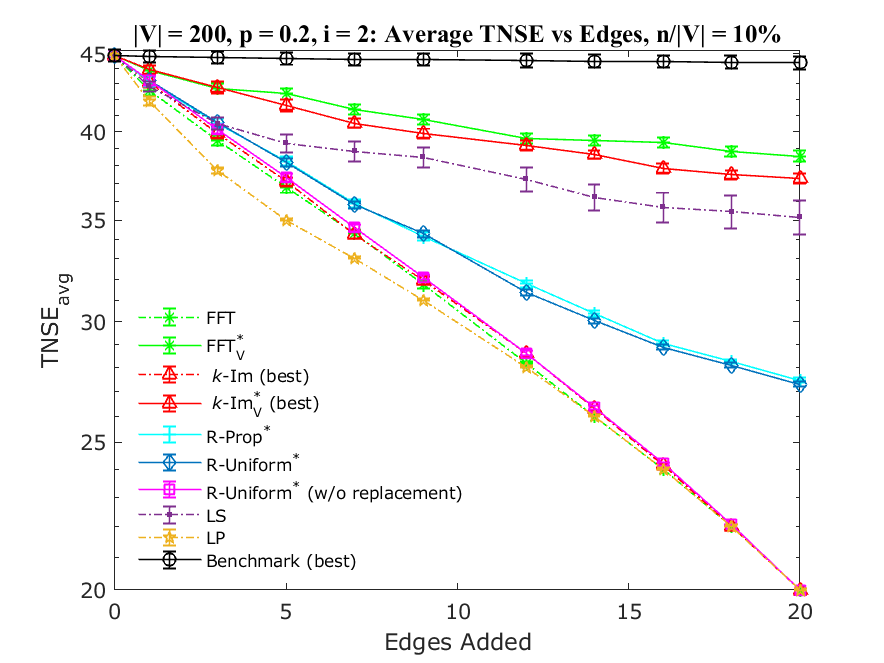 |V| = 200, p = 0.2, i = 2: Average TNSE vs Edges, n/|V| = 10%
45
40
35
30
25
20
TNSE_avg
FFT
FFT*_V
k-Im (best)
k-Im*_V (best)
R-Prop*
R-Uniform*
R-Uniform* (w/o replacement)
LS
LP
Benchmark (best)
0 5 10 15 20
Edges Added